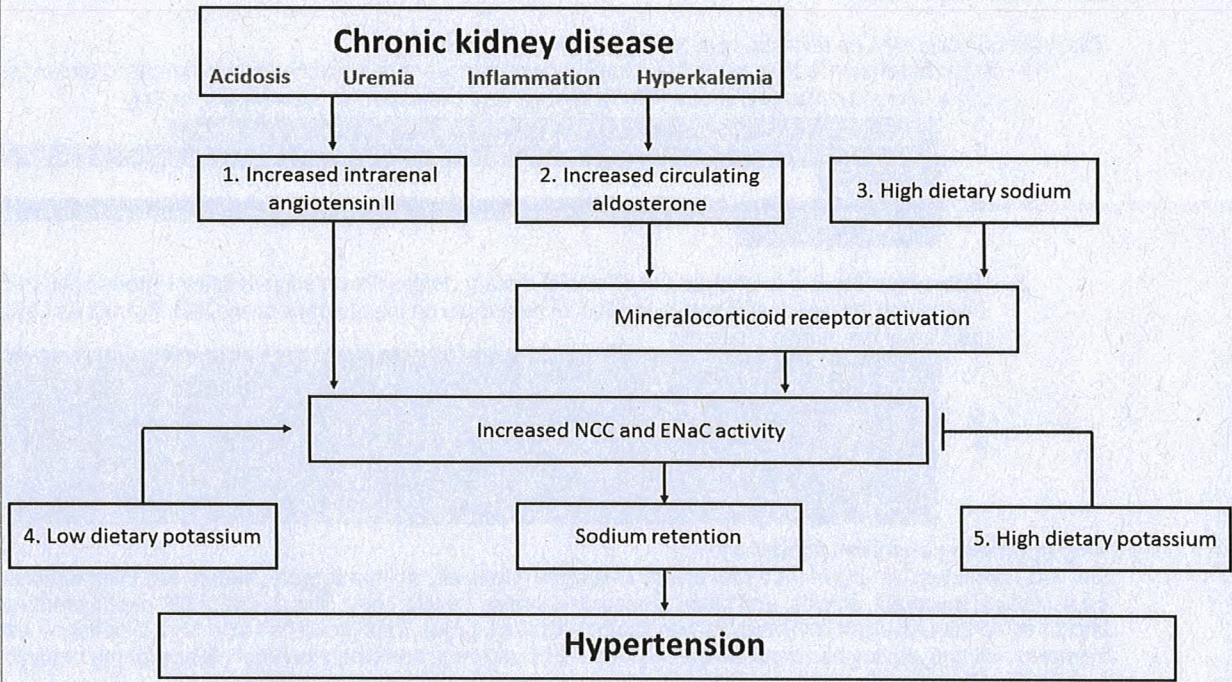 Chronic kidney disease
Acidosis Uremia Inflammation Hyperkalemia
1. Increased intrarenal
angiotensin II
2. Increased circulating
aldosterone
3. High dietary sodium
Mineralocorticoid receptor activation
Increased NCC and ENaC activity
4. Low dietary potassium
Sodium retention
5. High dietary potassium
Hypertension